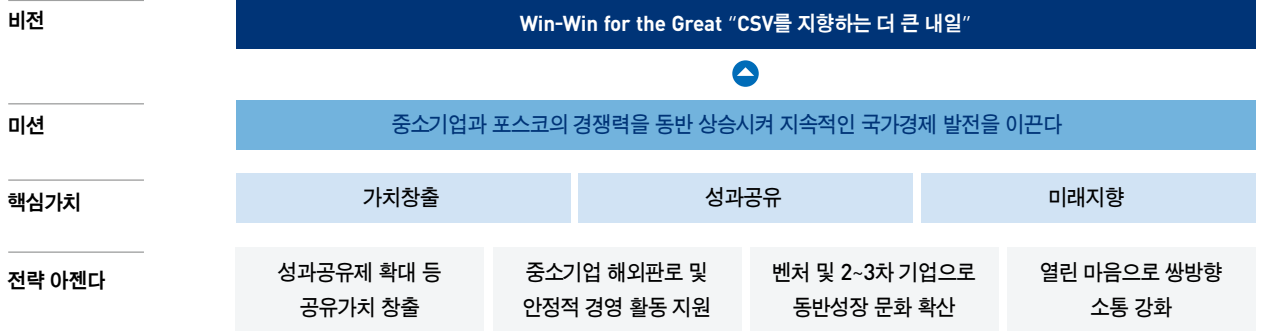 비전
Win-Win for the Great “CSV를 지향하는 더 큰 내일”
미션
중소기업과 포스코의 경쟁력을 동반 상승시켜 지속적인 국가경제 발전을 이끈다
핵심가치
가치창출
성과공유
미래지향
전략 아젠다
성과공유제 확대 등
공유가치 창출
중소기업 해외판로 및
안정적 경영 활동 지원
벤처 및 2~3차 기업으로
동반성장 문화 확산
열린 마음으로 쌍방향
소통 강화